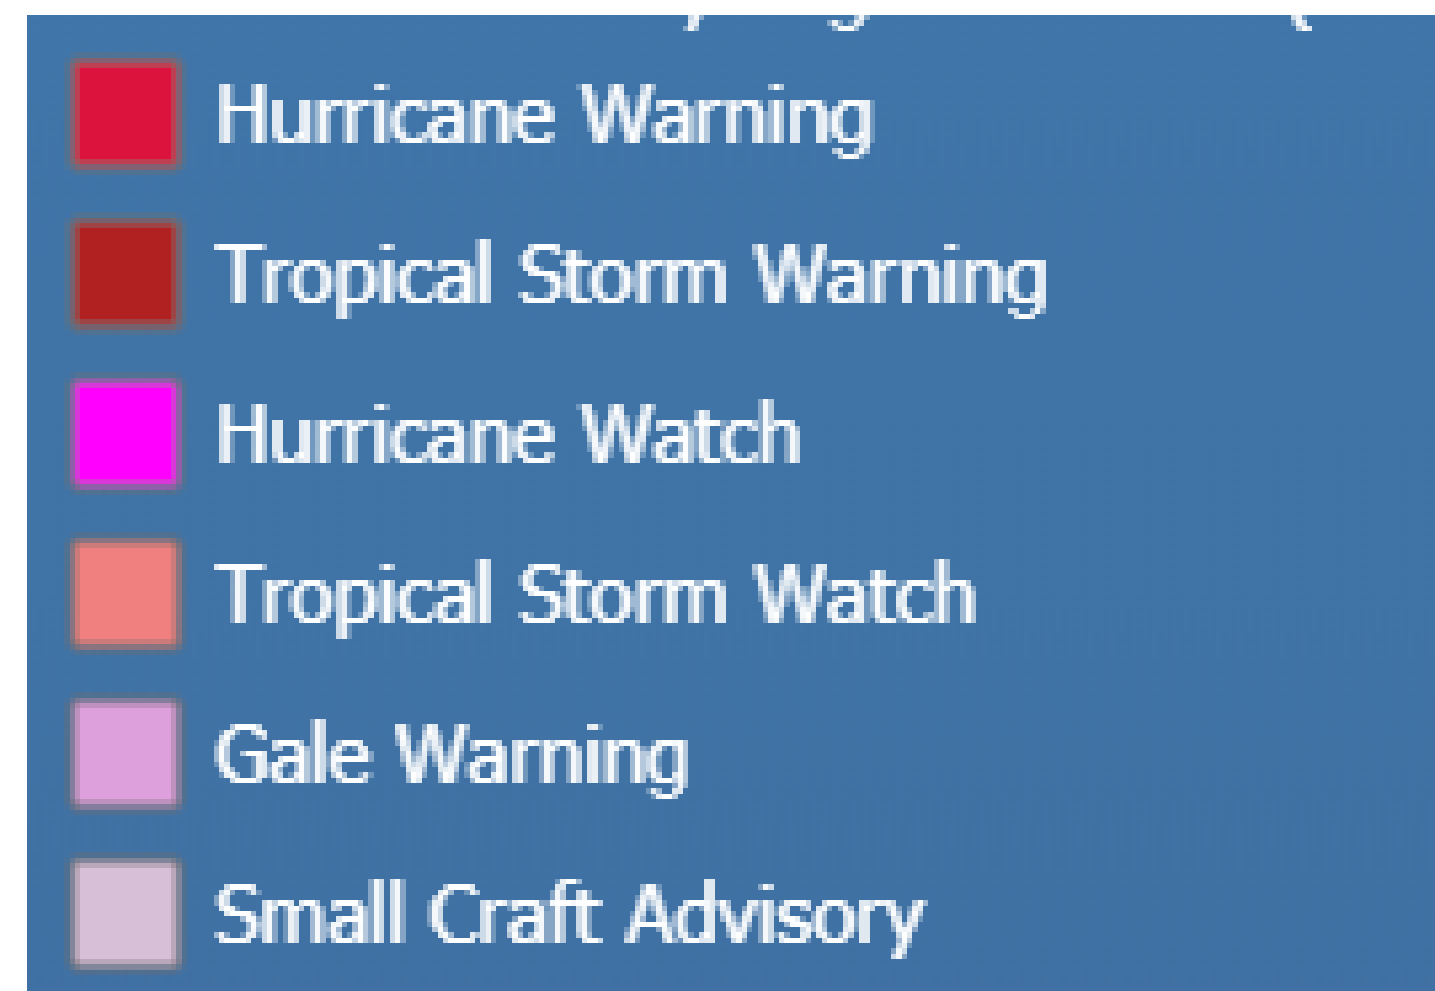 Hurricane Warning
Tropical Storm Warning
Hurricane Watch
Tropical Storm Watch
Gale Warning
Small Craft Advisory